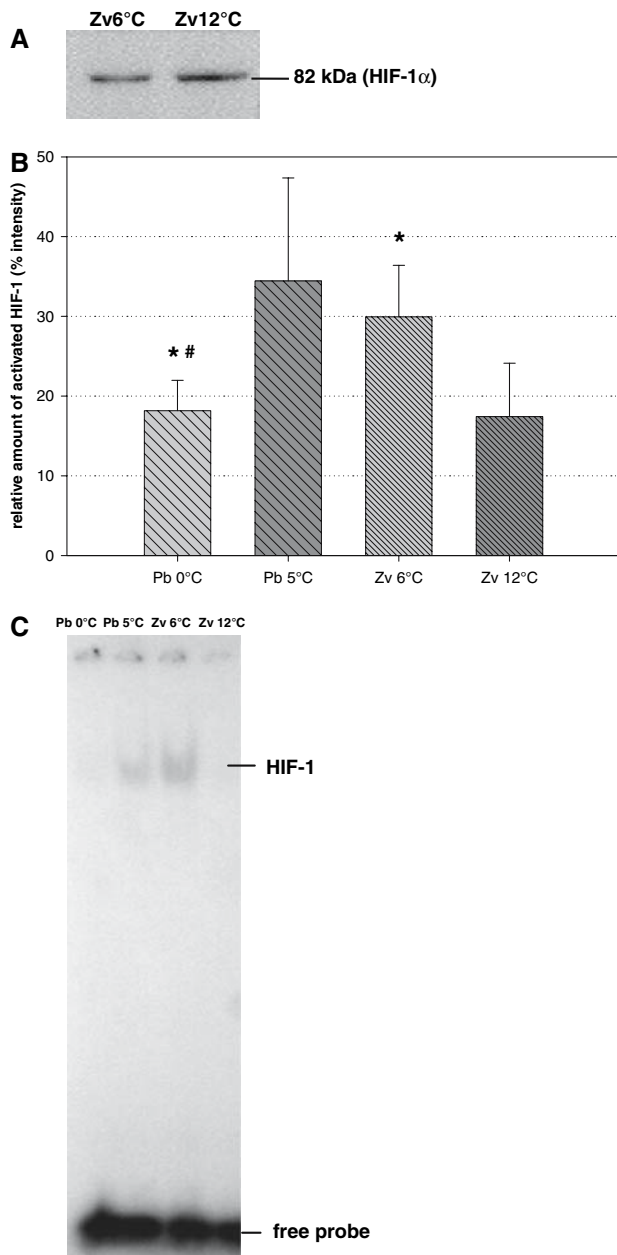 A
Zv6°C Zv12°C
82 kDa (HIF-1α)
B
relative amount of activated HIF-1 (% intensity)
50
40
30
20
10
0
* #
*
Pb 0°C Pb 5°C Zv 6°C Zv 12°C
C
Pb 0°C Pb 5°C Zv 6°C Zv 12°C
HIF-1
free probe